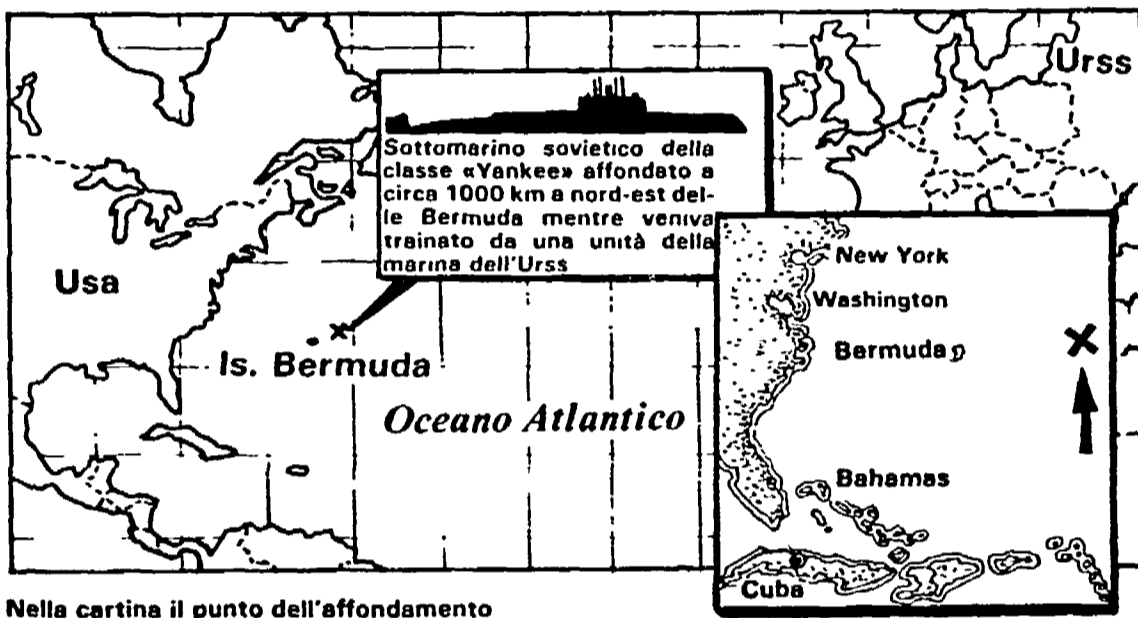 Urss
Sottomarino sovietico della
classe «Yankee» affondato a
circa 1000 km a nord-est del-
le Bermuda mentre veniva
trainato da una unità della
marina dell'Urss
Usa
Is. Bermuda
Oceano Atlantico
New York
Washington
Bermuda
Bahamas
Cuba
Nella cartina il punto dell'affondamento